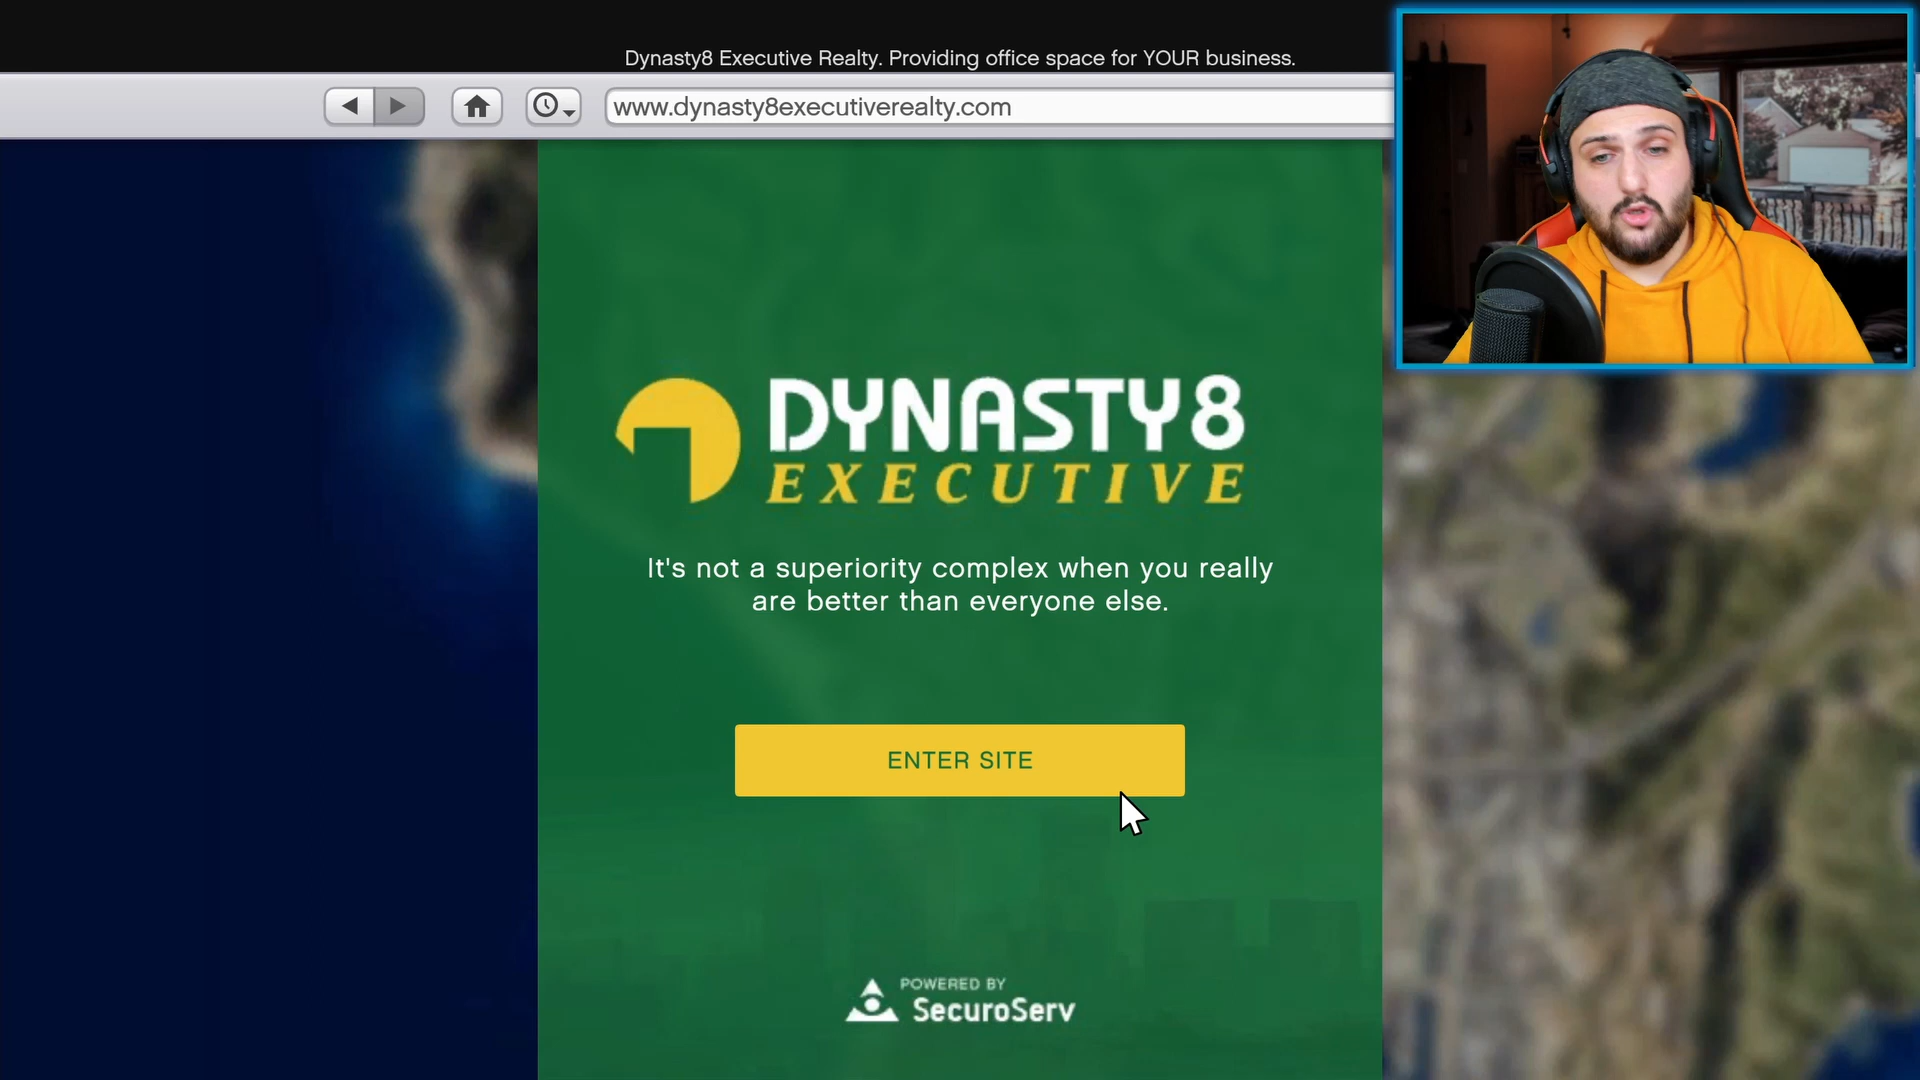 Dynasty8 Executive Realty. Providing office space for YOUR business.
www.dynasty8executiverealty.com
DYNASTY8
EXECUTIVE
It's not a superiority complex when you really
are better than everyone else.
ENTER SITE
POWERED BY
SecuroServ